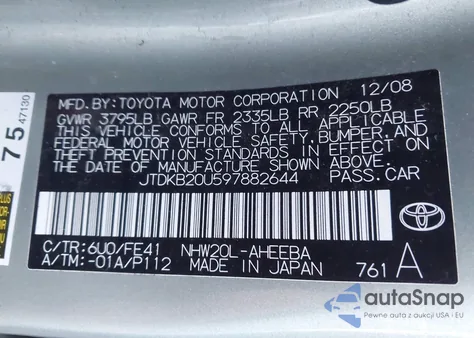 MFD.BY:TOYOTA MOTOR CORPORATION 12/08
GVWR 3795LB GAWR FR 2335LB RR 2250LB
THIS VEHICLE CONFORMS TO ALL APPLICABLE
FEDERAL MOTOR VEHICLE SAFETY, BUMPER, AND
THEFT PREVENTION STANDARDS IN EFFECT ON
THE DATE OF MANUFACTURE SHOWN ABOVE.
JTDKB20U597882644 PASS.CAR
C/TR:6U0/FE41 NHW20L-AHEEBA
A/TM:-01A/P112 MADE IN JAPAN 761 A
TOYOTA
75
47130
autoSnap
Pewne auta z aukcji USA i EU